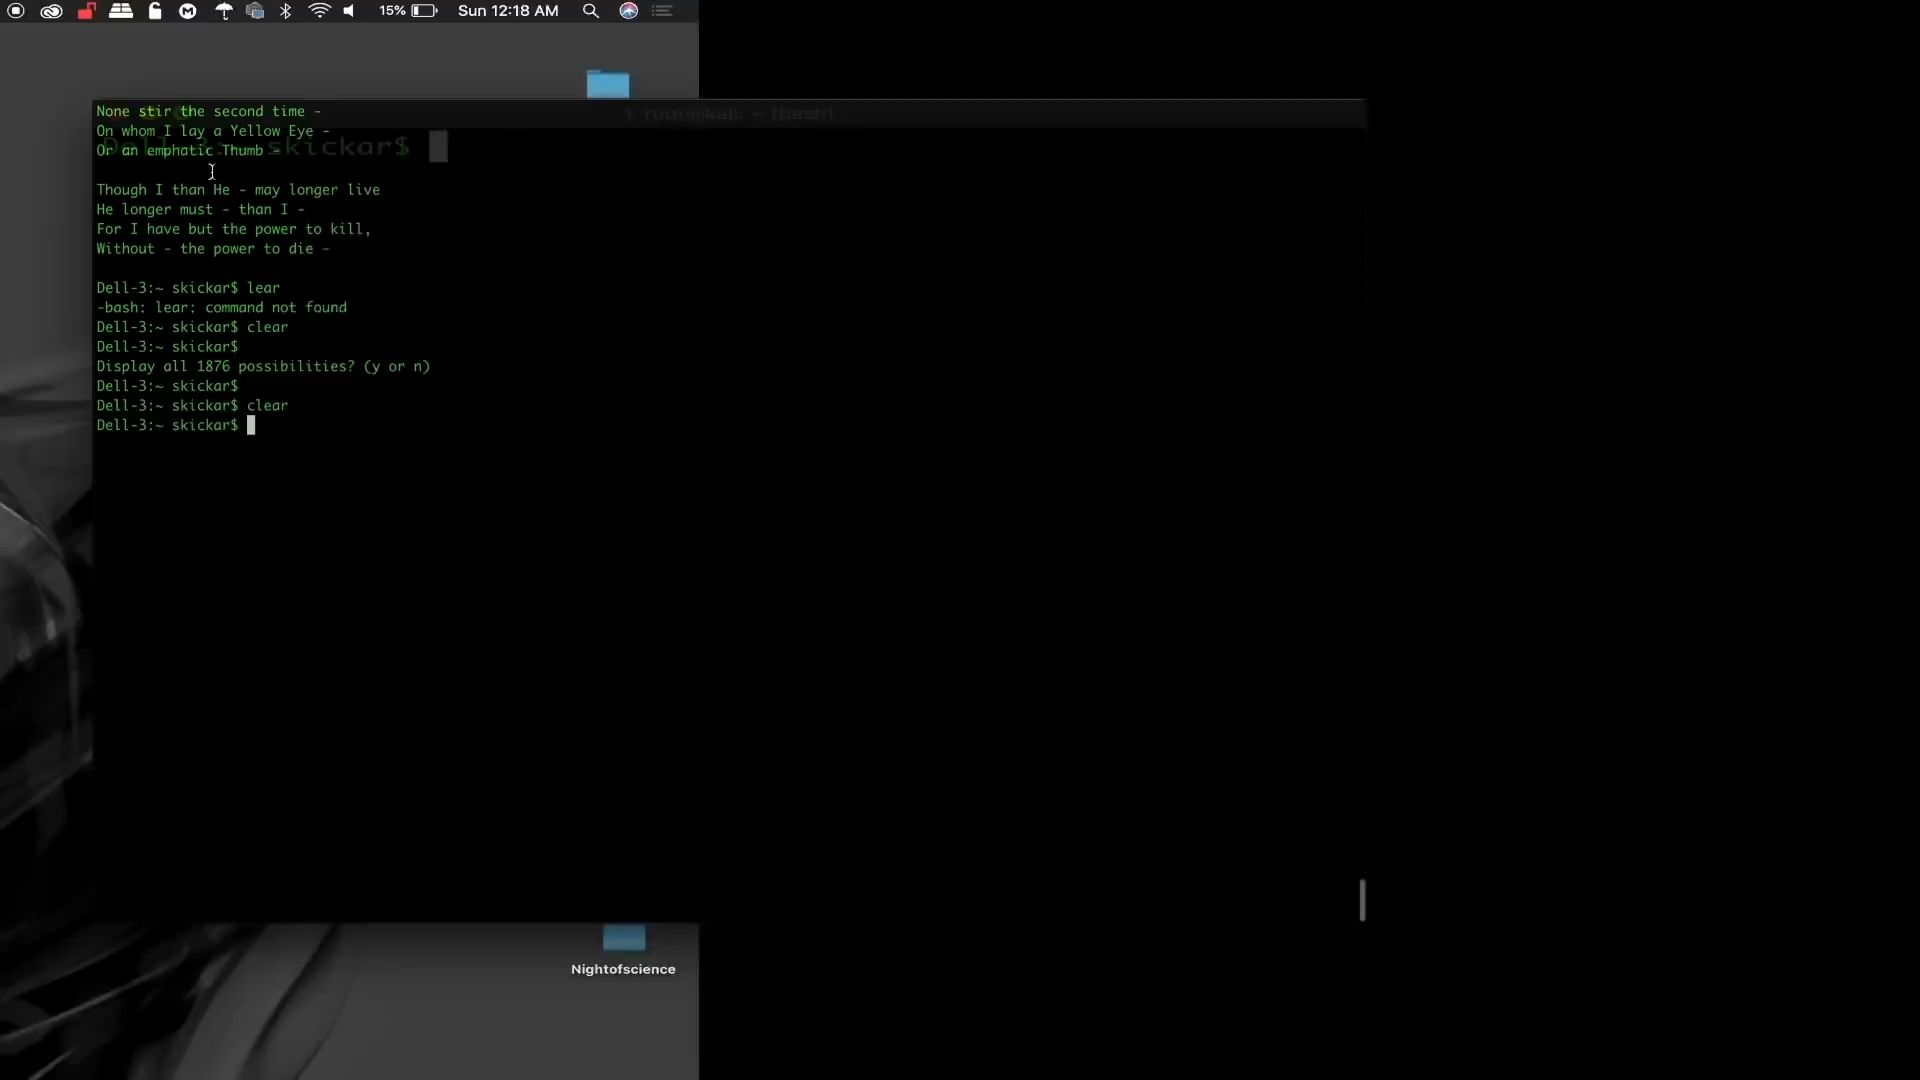 15% Sun 12:18 AM
None stir the second time -
On whom I lay a Yellow Eye -
Or an emphatic Thumb -
Dell-3:~ skickar$
Though I than He - may longer live
He longer must - than I -
For I have but the power to kill,
Without - the power to die -
Dell-3:~ skickar$ lear
-bash: lear: command not found
Dell-3:~ skickar$ clear
Dell-3:~ skickar$
Display all 1876 possibilities? (y or n)
Dell-3:~ skickar$
Dell-3:~ skickar$ clear
Dell-3:~ skickar$
Nightofscience